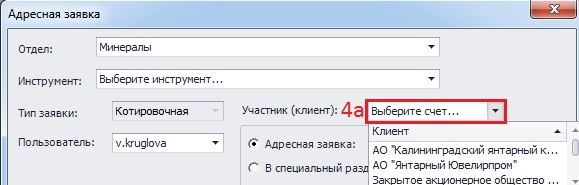 Адресная заявка
Отдел: Минералы
Инструмент: Выберите инструмент...
Тип заявки: Котировочная Участник (клиент): 4а Выберите счет...
Пользователь: v.kruglova Клиент
Адресная заявка: АО "Калининградский янтарный к...
АО "Янтарный Ювелирпром"
В специальный разд Закрытое акционерное общество ...